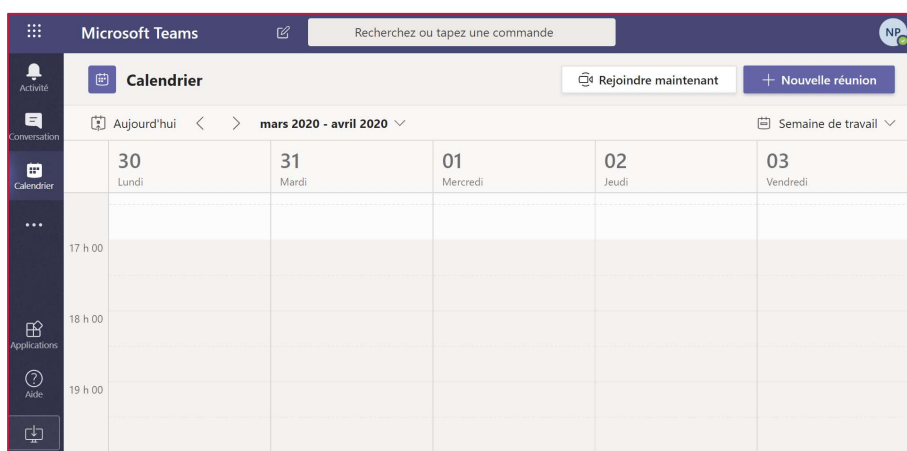 Microsoft Teams
Recherchez ou tapez une commande
NP
Activité
Conversation
Calendrier
Applications
Aide
Calendrier
Rejoindre maintenant
+ Nouvelle réunion
Aujourd'hui < > mars 2020 - avril 2020
Semaine de travail
30 31 01 02 03
Lundi Mardi Mercredi Jeudi Vendredi
17 h 00
18 h 00
19 h 00